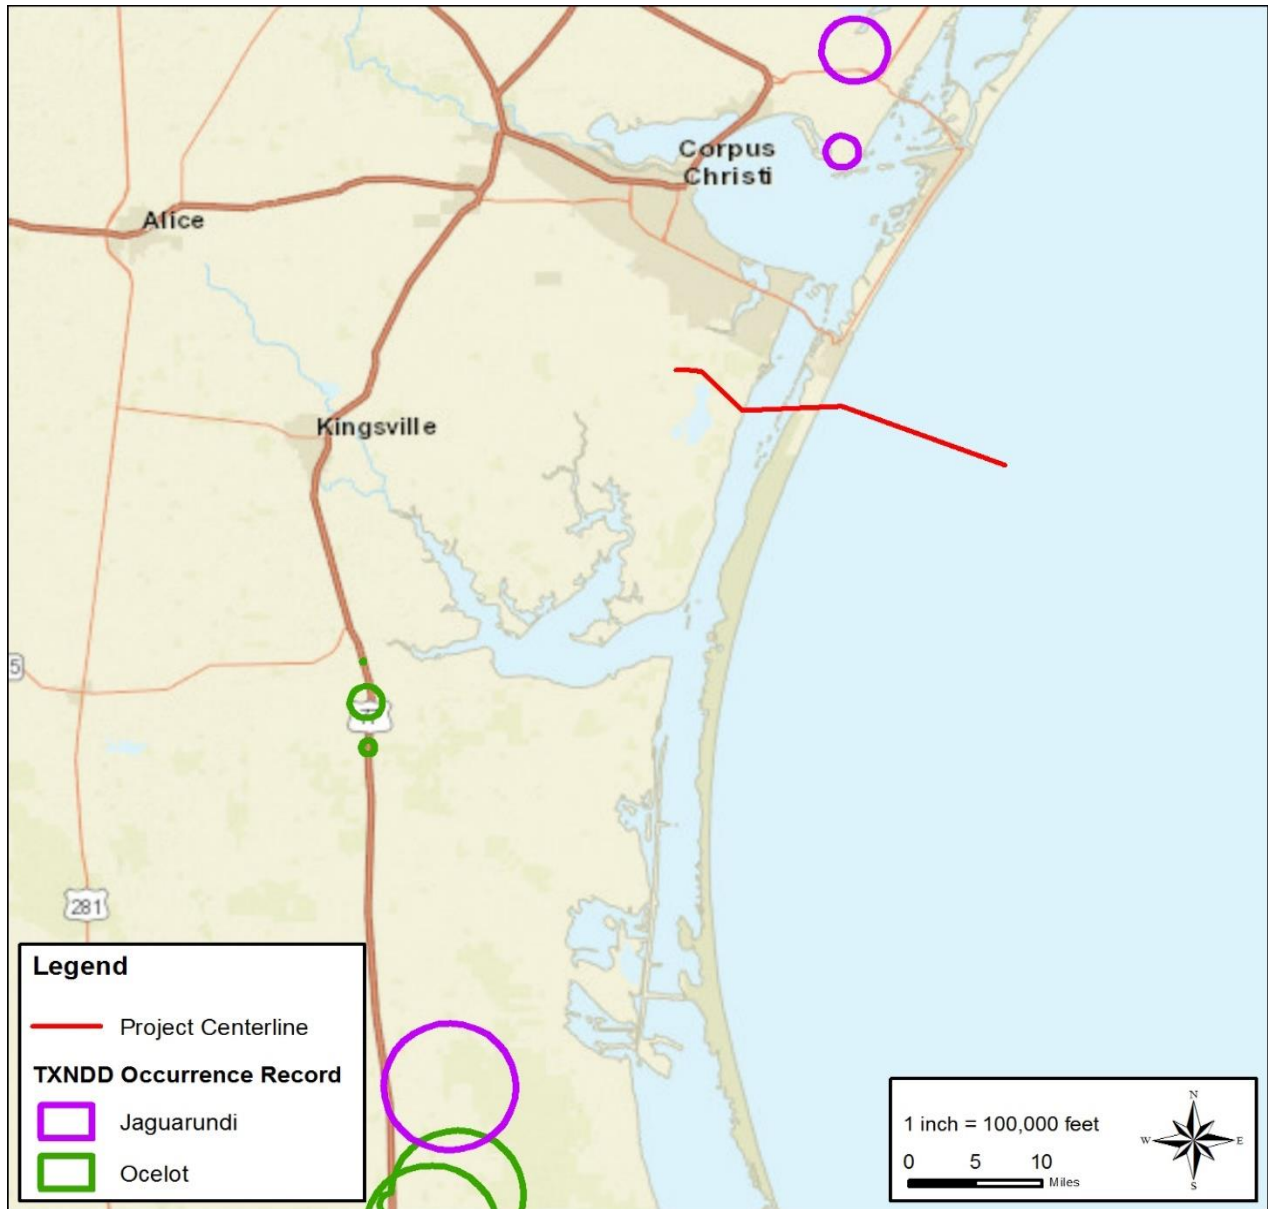 Corpus
Christi
Alice
Kingsville
5
281
Legend
Project Centerline
TXNDD Occurrence Record
Jaguarundi
Ocelot
1 inch = 100,000 feet
0 5 10
Miles
N
W E
S